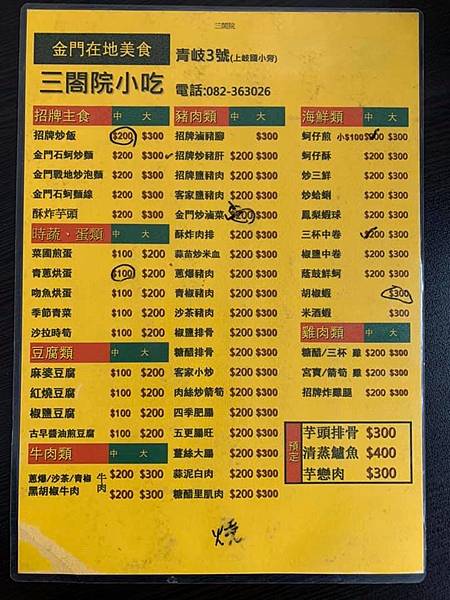 三閤院
金門在地美食
三閤院小吃
青岐3號(上岐國小旁)
電話:082-363026
招牌主食 中 大
招牌炒飯 $200 $300
金門石蚵炒麵 $200 $300
金門戰地炒泡麵 $200 $300
金門石蚵麵線 $200 $300
酥炸芋頭 $200 $300
時蔬·蛋類 中 大
菜圃煎蛋 $100 $200
青蔥烘蛋 $100 $200
吻魚烘蛋 $100 $200
季節青菜 $100 $200
沙拉時筍 $100 $200
豆腐類 中 大
麻婆豆腐 $100 $200
紅燒豆腐 $100 $200
椒鹽豆腐 $100 $200
古早醬油煎豆腐 $100 $200
牛肉類 中 大
蔥爆/沙茶/青椒 牛肉 $200 $300
黑胡椒牛肉 $200 $300
豬肉類 中 大
招牌滷豬腳 $300
招牌炒豬肝 $200 $300
招牌鹽豬肉 $200 $300
客家鹽豬肉 $200 $300
金門炒滷菜 $200 $300
酥炸肉排 $200 $300
蒜苗炒米血 $200 $300
蔥爆豬肉 $200 $300
青椒豬肉 $200 $300
沙茶豬肉 $200 $300
椒鹽排骨 $200 $300
糖醋排骨 $200 $300
客家小炒 $200 $300
肉絲炒箭筍 $200 $300
四季肥腸 $200 $300
五更腸旺 $200 $300
薑絲大腸 $200 $300
蒜泥白肉 $200 $300
糖醋里肌肉 $200 $300
海鮮類 中 大
蚵仔煎 小$100 $200 $300
蚵仔酥 $200 $300
炒三鮮 $200 $300
炒蛤蜊 $200 $300
鳳梨蝦球 $200 $300
三杯中卷 $200 $300
椒鹽中卷 $200 $300
蔭鼓鮮蚵 $200 $300
胡椒蝦 $300
米酒蝦 $300
雞肉類 中 大
糖醋/三杯 雞 $200 $300
宮寶/箭筍 雞 $200 $300
招牌炸雞腿 $200 $300
預定
芋頭排骨 $300
清蒸鱸魚 $400
芋戀肉 $300
燒